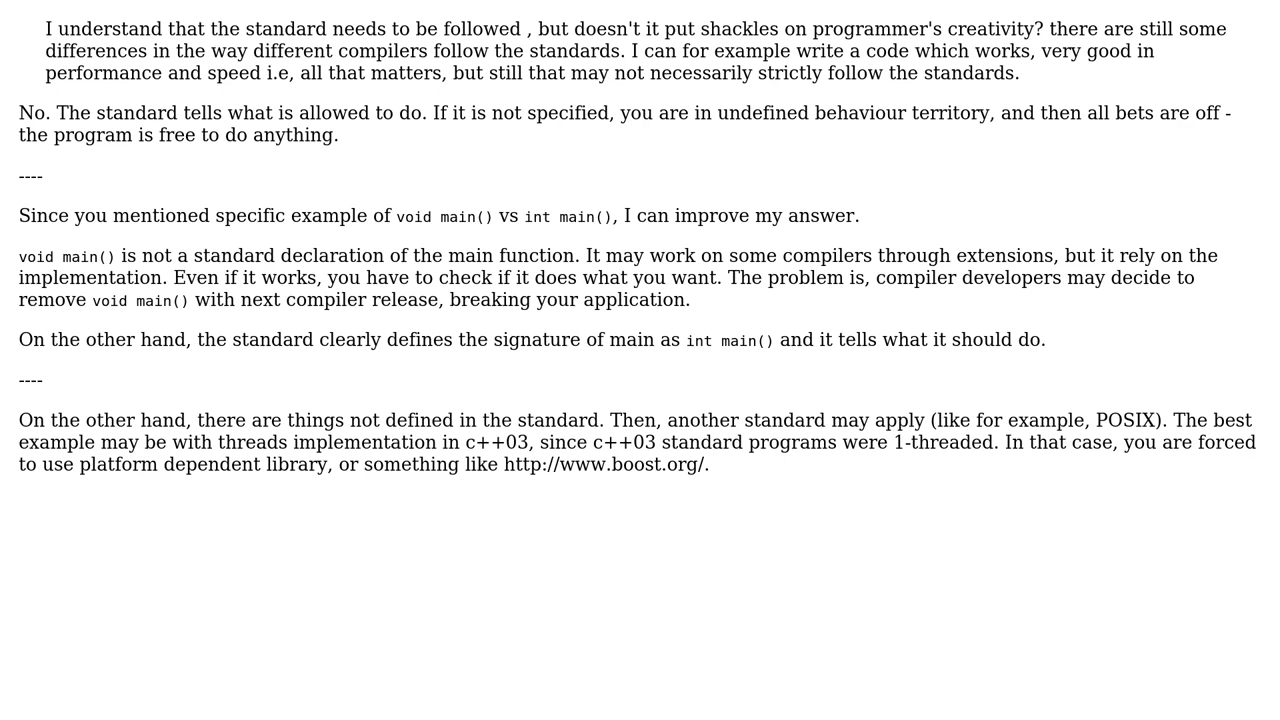 I understand that the standard needs to be followed , but doesn't it put shackles on programmer's creativity? there are still some
differences in the way different compilers follow the standards. I can for example write a code which works, very good in
performance and speed i.e, all that matters, but still that may not necessarily strictly follow the standards.
No. The standard tells what is allowed to do. If it is not specified, you are in undefined behaviour territory, and then all bets are off -
the program is free to do anything.
----
Since you mentioned specific example of void main() vs int main(), I can improve my answer.
void main() is not a standard declaration of the main function. It may work on some compilers through extensions, but it rely on the
implementation. Even if it works, you have to check if it does what you want. The problem is, compiler developers may decide to
remove void main() with next compiler release, breaking your application.
On the other hand, the standard clearly defines the signature of main as int main() and it tells what it should do.
----
On the other hand, there are things not defined in the standard. Then, another standard may apply (like for example, POSIX). The best
example may be with threads implementation in c++03, since c++03 standard programs were 1-threaded. In that case, you are forced
to use platform dependent library, or something like http://www.boost.org/.